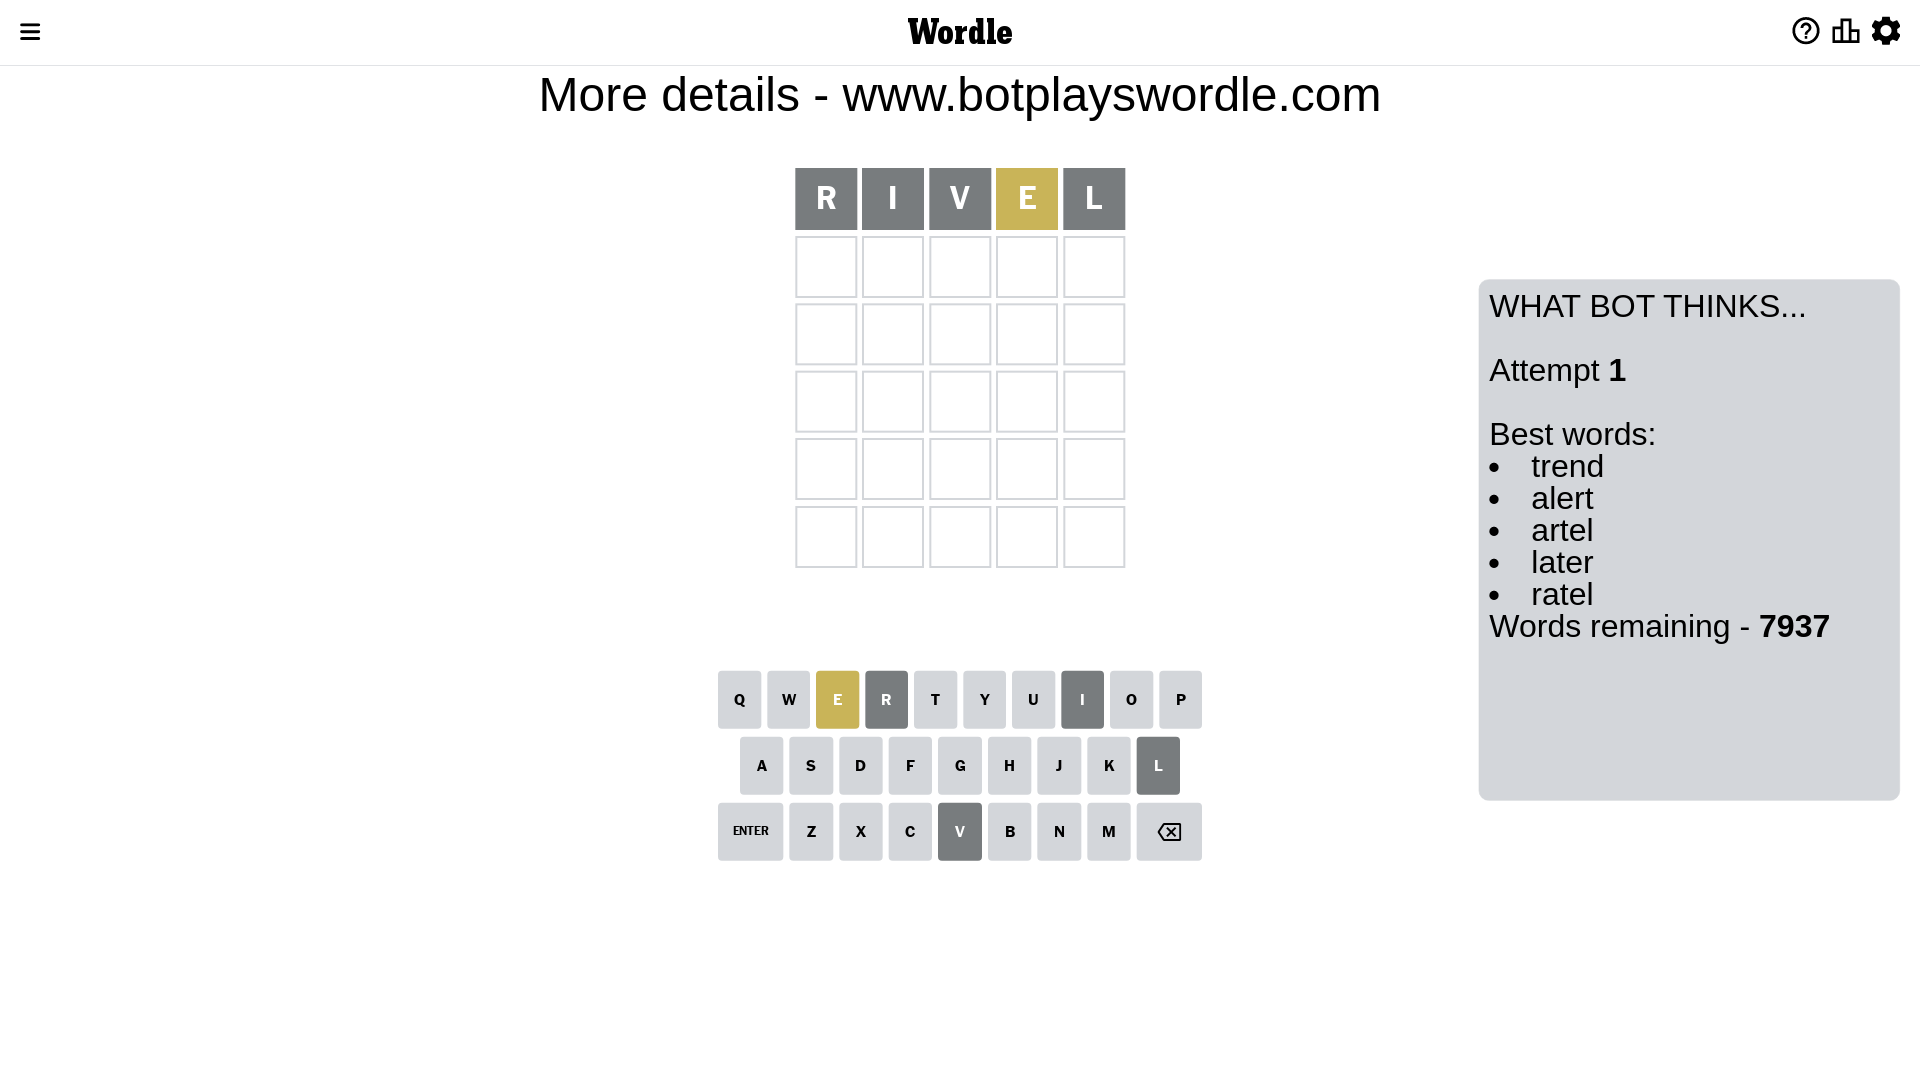 Wordle
More details - www.botplayswordle.com
R I V E L
WHAT BOT THINKS...
Attempt 1
Best words:
• trend
• alert
• artel
• later
• ratel
Words remaining - 7937
Q W E R T Y U I O P
A S D F G H J K L
ENTER Z X C V B N M